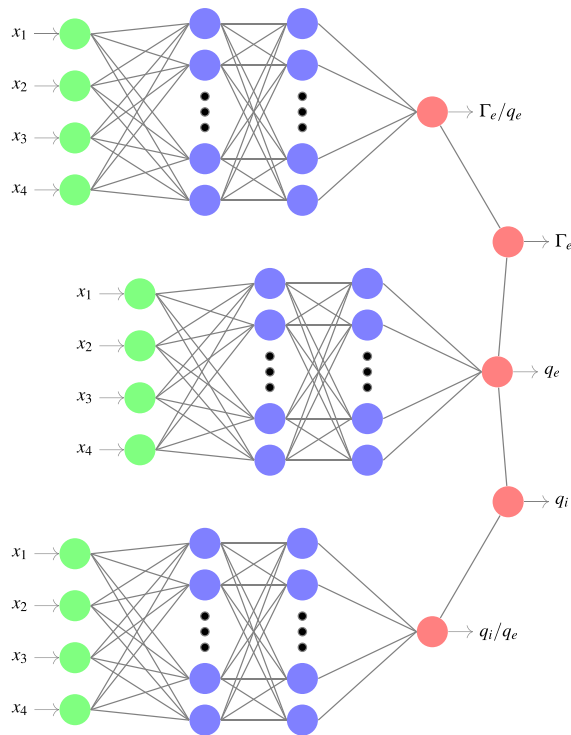 x₁
x₂
x₃
x₄
Γₑ/qₑ
Γₑ
x₁
x₂
x₃
x₄
qₑ
qᵢ
x₁
x₂
x₃
x₄
qᵢ/qₑ